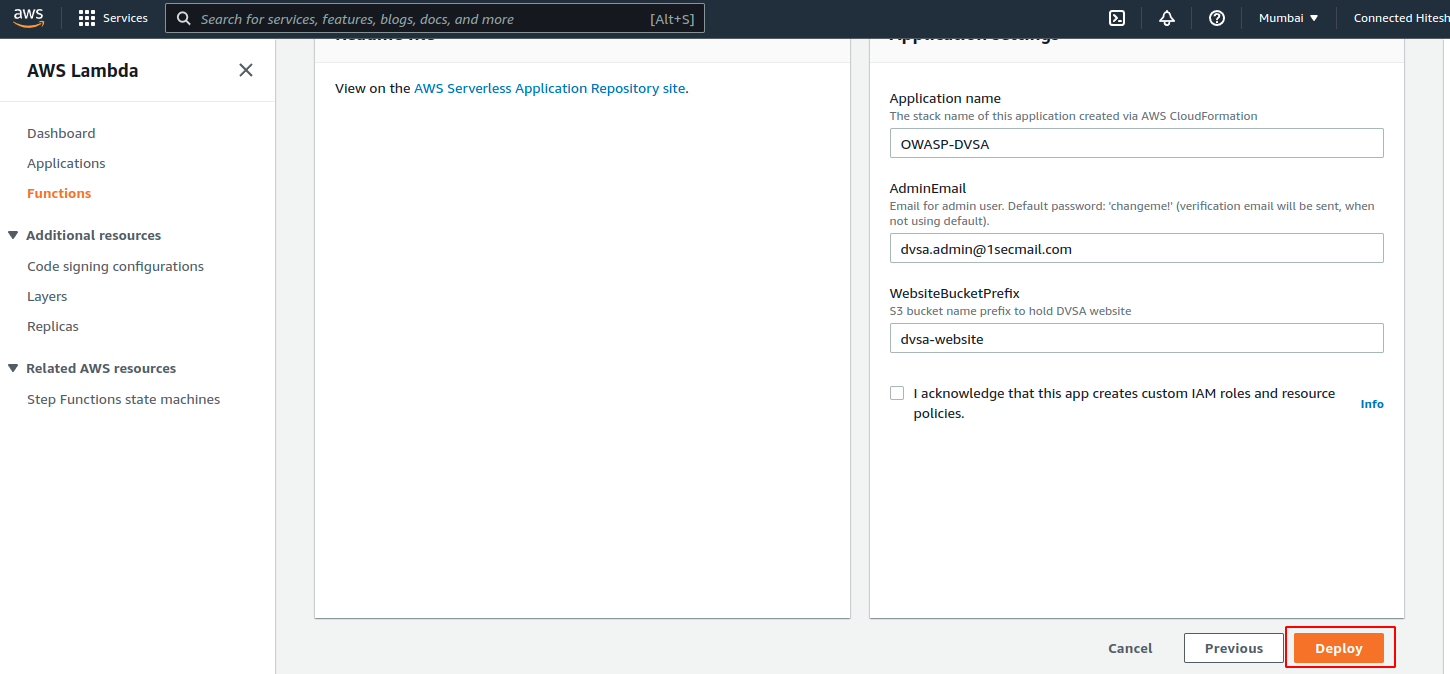 aws
Services
Search for services, features, blogs, docs, and more
[Alt+S]
Mumbai
Connected Hitesh
AWS Lambda
Dashboard
Applications
Functions
Additional resources
Code signing configurations
Layers
Replicas
Related AWS resources
Step Functions state machines
Readme file
View on the AWS Serverless Application Repository site.
Application settings
Application name
The stack name of this application created via AWS CloudFormation
OWASP-DVSA
AdminEmail
Email for admin user. Default password: 'changeme!' (verification email will be sent, when
not using default).
dvsa.admin@1secmail.com
WebsiteBucketPrefix
S3 bucket name prefix to hold DVSA website
dvsa-website
I acknowledge that this app creates custom IAM roles and resource
policies.
Info
Cancel
Previous
Deploy